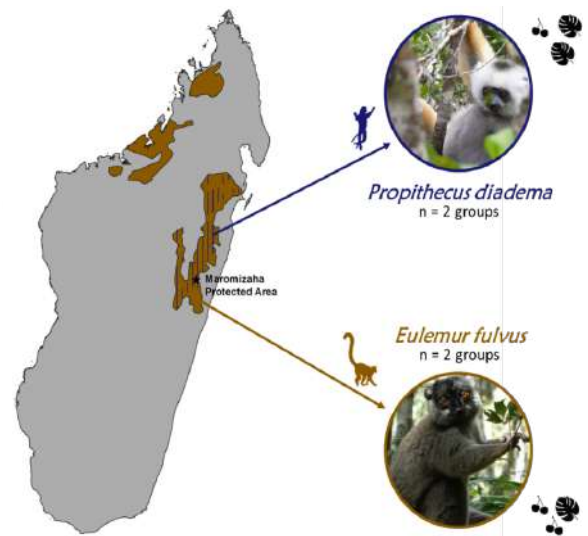 Propithecus diadema
n = 2 groups
Maromizaha
Protected Area
Eulemur fulvus
n = 2 groups